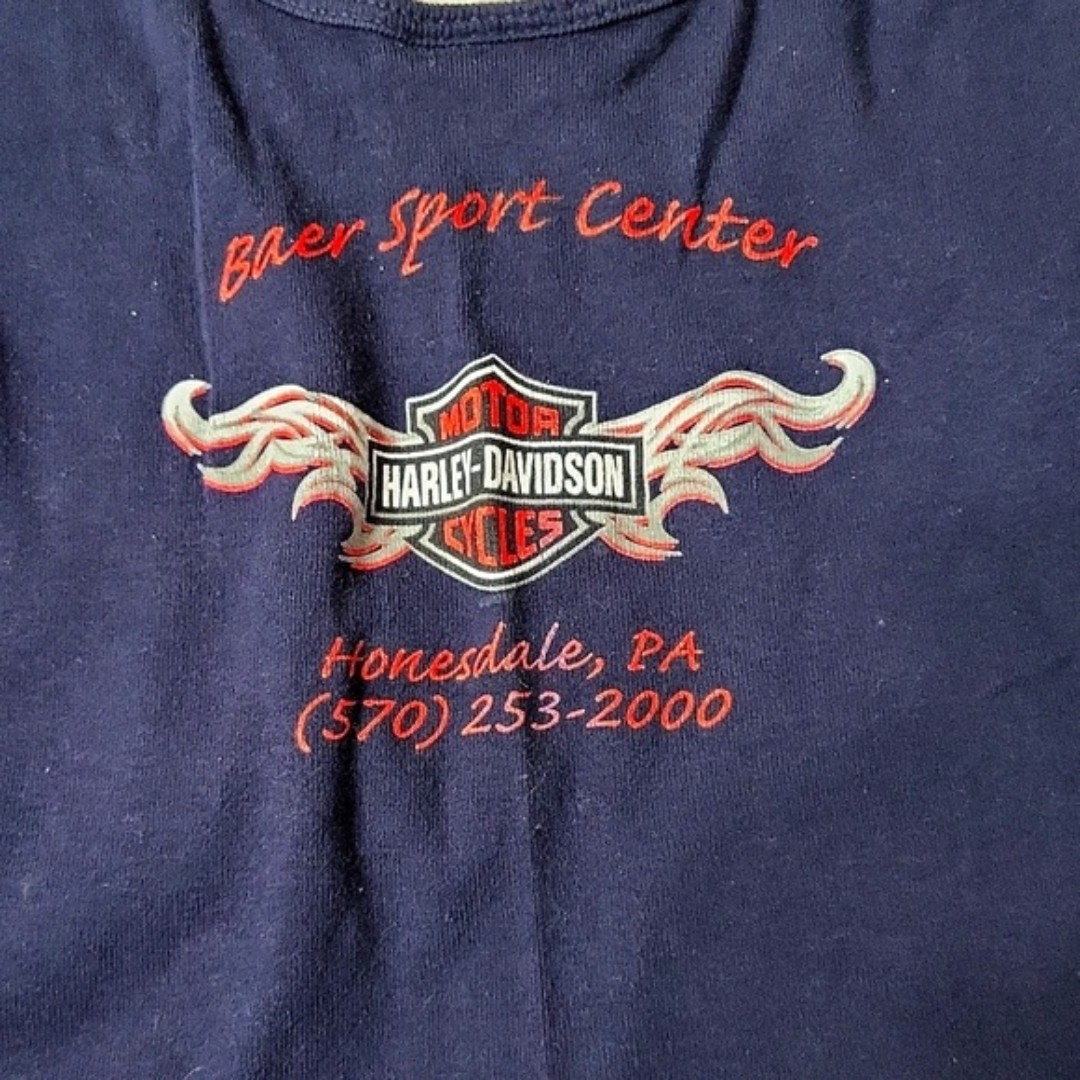 Baer Sport Center
MOTOR
HARLEY-DAVIDSON
CYCLES
Honesdale, PA
(570) 253-2000